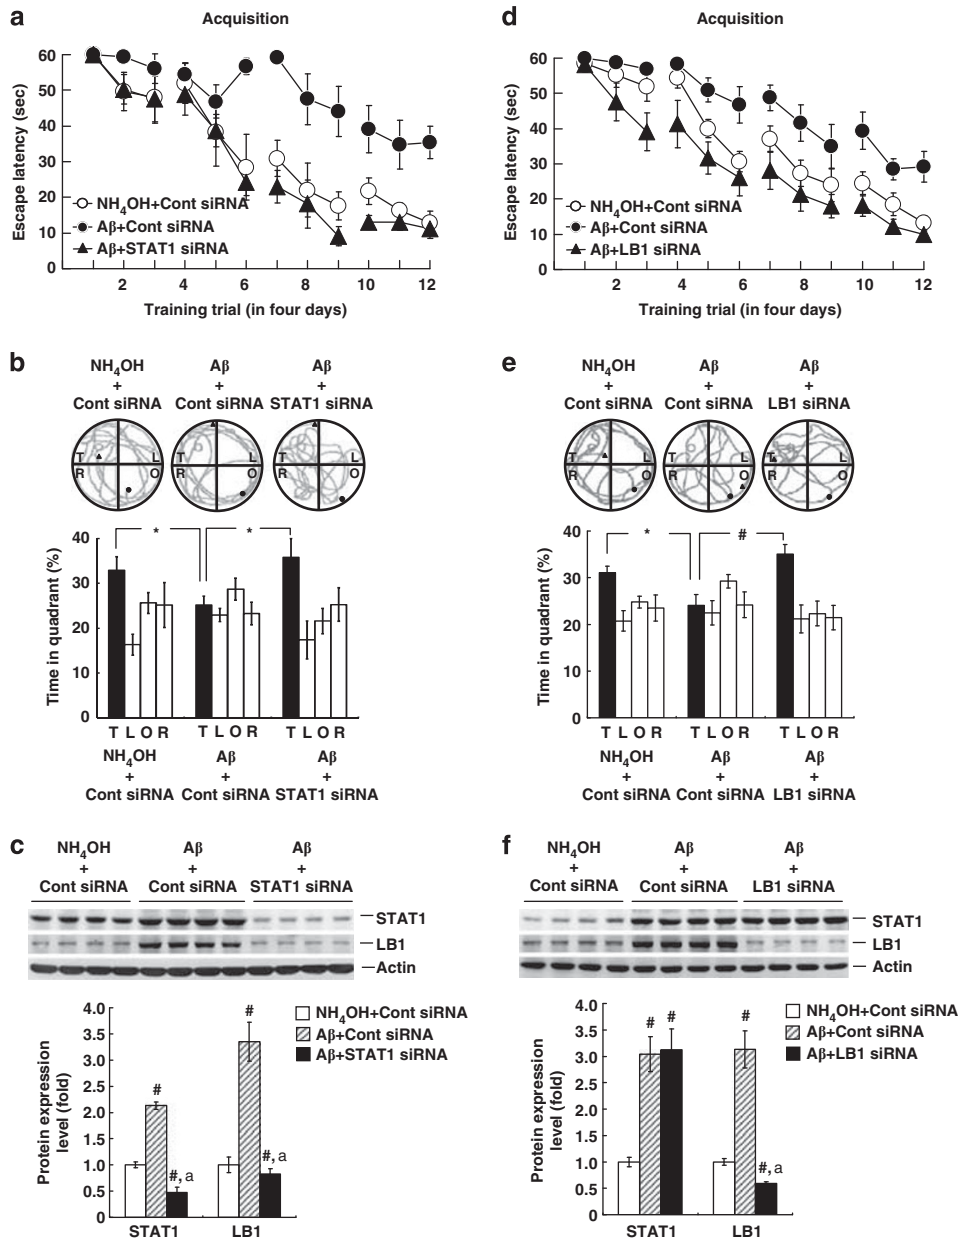 a
Acquisition
Escape latency (sec)
60
50
40
30
20
10
0
NH4OH+Cont siRNA
Aβ+Cont siRNA
Aβ+STAT1 siRNA
2 4 6 8 10 12
Training trial (in four days)
d
Acquisition
Escape latency (sec)
60
50
40
30
20
10
0
NH4OH+Cont siRNA
Aβ+Cont siRNA
Aβ+LB1 siRNA
2 4 6 8 10 12
Training trial (in four days)
b
NH4OH + Cont siRNA
Aβ + Cont siRNA
Aβ + STAT1 siRNA
T L
R O
* *
Time in quadrant (%)
40
30
20
10
0
T L O R T L O R T L O R
NH4OH + Cont siRNA
Aβ + Cont siRNA
Aβ + STAT1 siRNA
e
NH4OH + Cont siRNA
Aβ + Cont siRNA
Aβ + LB1 siRNA
T L
R O
* #
Time in quadrant (%)
40
30
20
10
0
T L O R T L O R T L O R
NH4OH + Cont siRNA
Aβ + Cont siRNA
Aβ + LB1 siRNA
c
NH4OH + Cont siRNA
Aβ + Cont siRNA
Aβ + STAT1 siRNA
STAT1
LB1
Actin
Protein expression
level (fold)
4.0
3.5
3.0
2.5
2.0
1.5
1.0
0.5
0
NH4OH+Cont siRNA
Aβ+Cont siRNA
Aβ+STAT1 siRNA
#
#, a
#
#, a
STAT1 LB1
f
NH4OH + Cont siRNA
Aβ + Cont siRNA
Aβ + LB1 siRNA
STAT1
LB1
Actin
Protein expression
level (fold)
4.0
3.5
3.0
2.5
2.0
1.5
1.0
0.5
0
NH4OH+Cont siRNA
Aβ+Cont siRNA
Aβ+LB1 siRNA
# #
#
#, a
STAT1 LB1